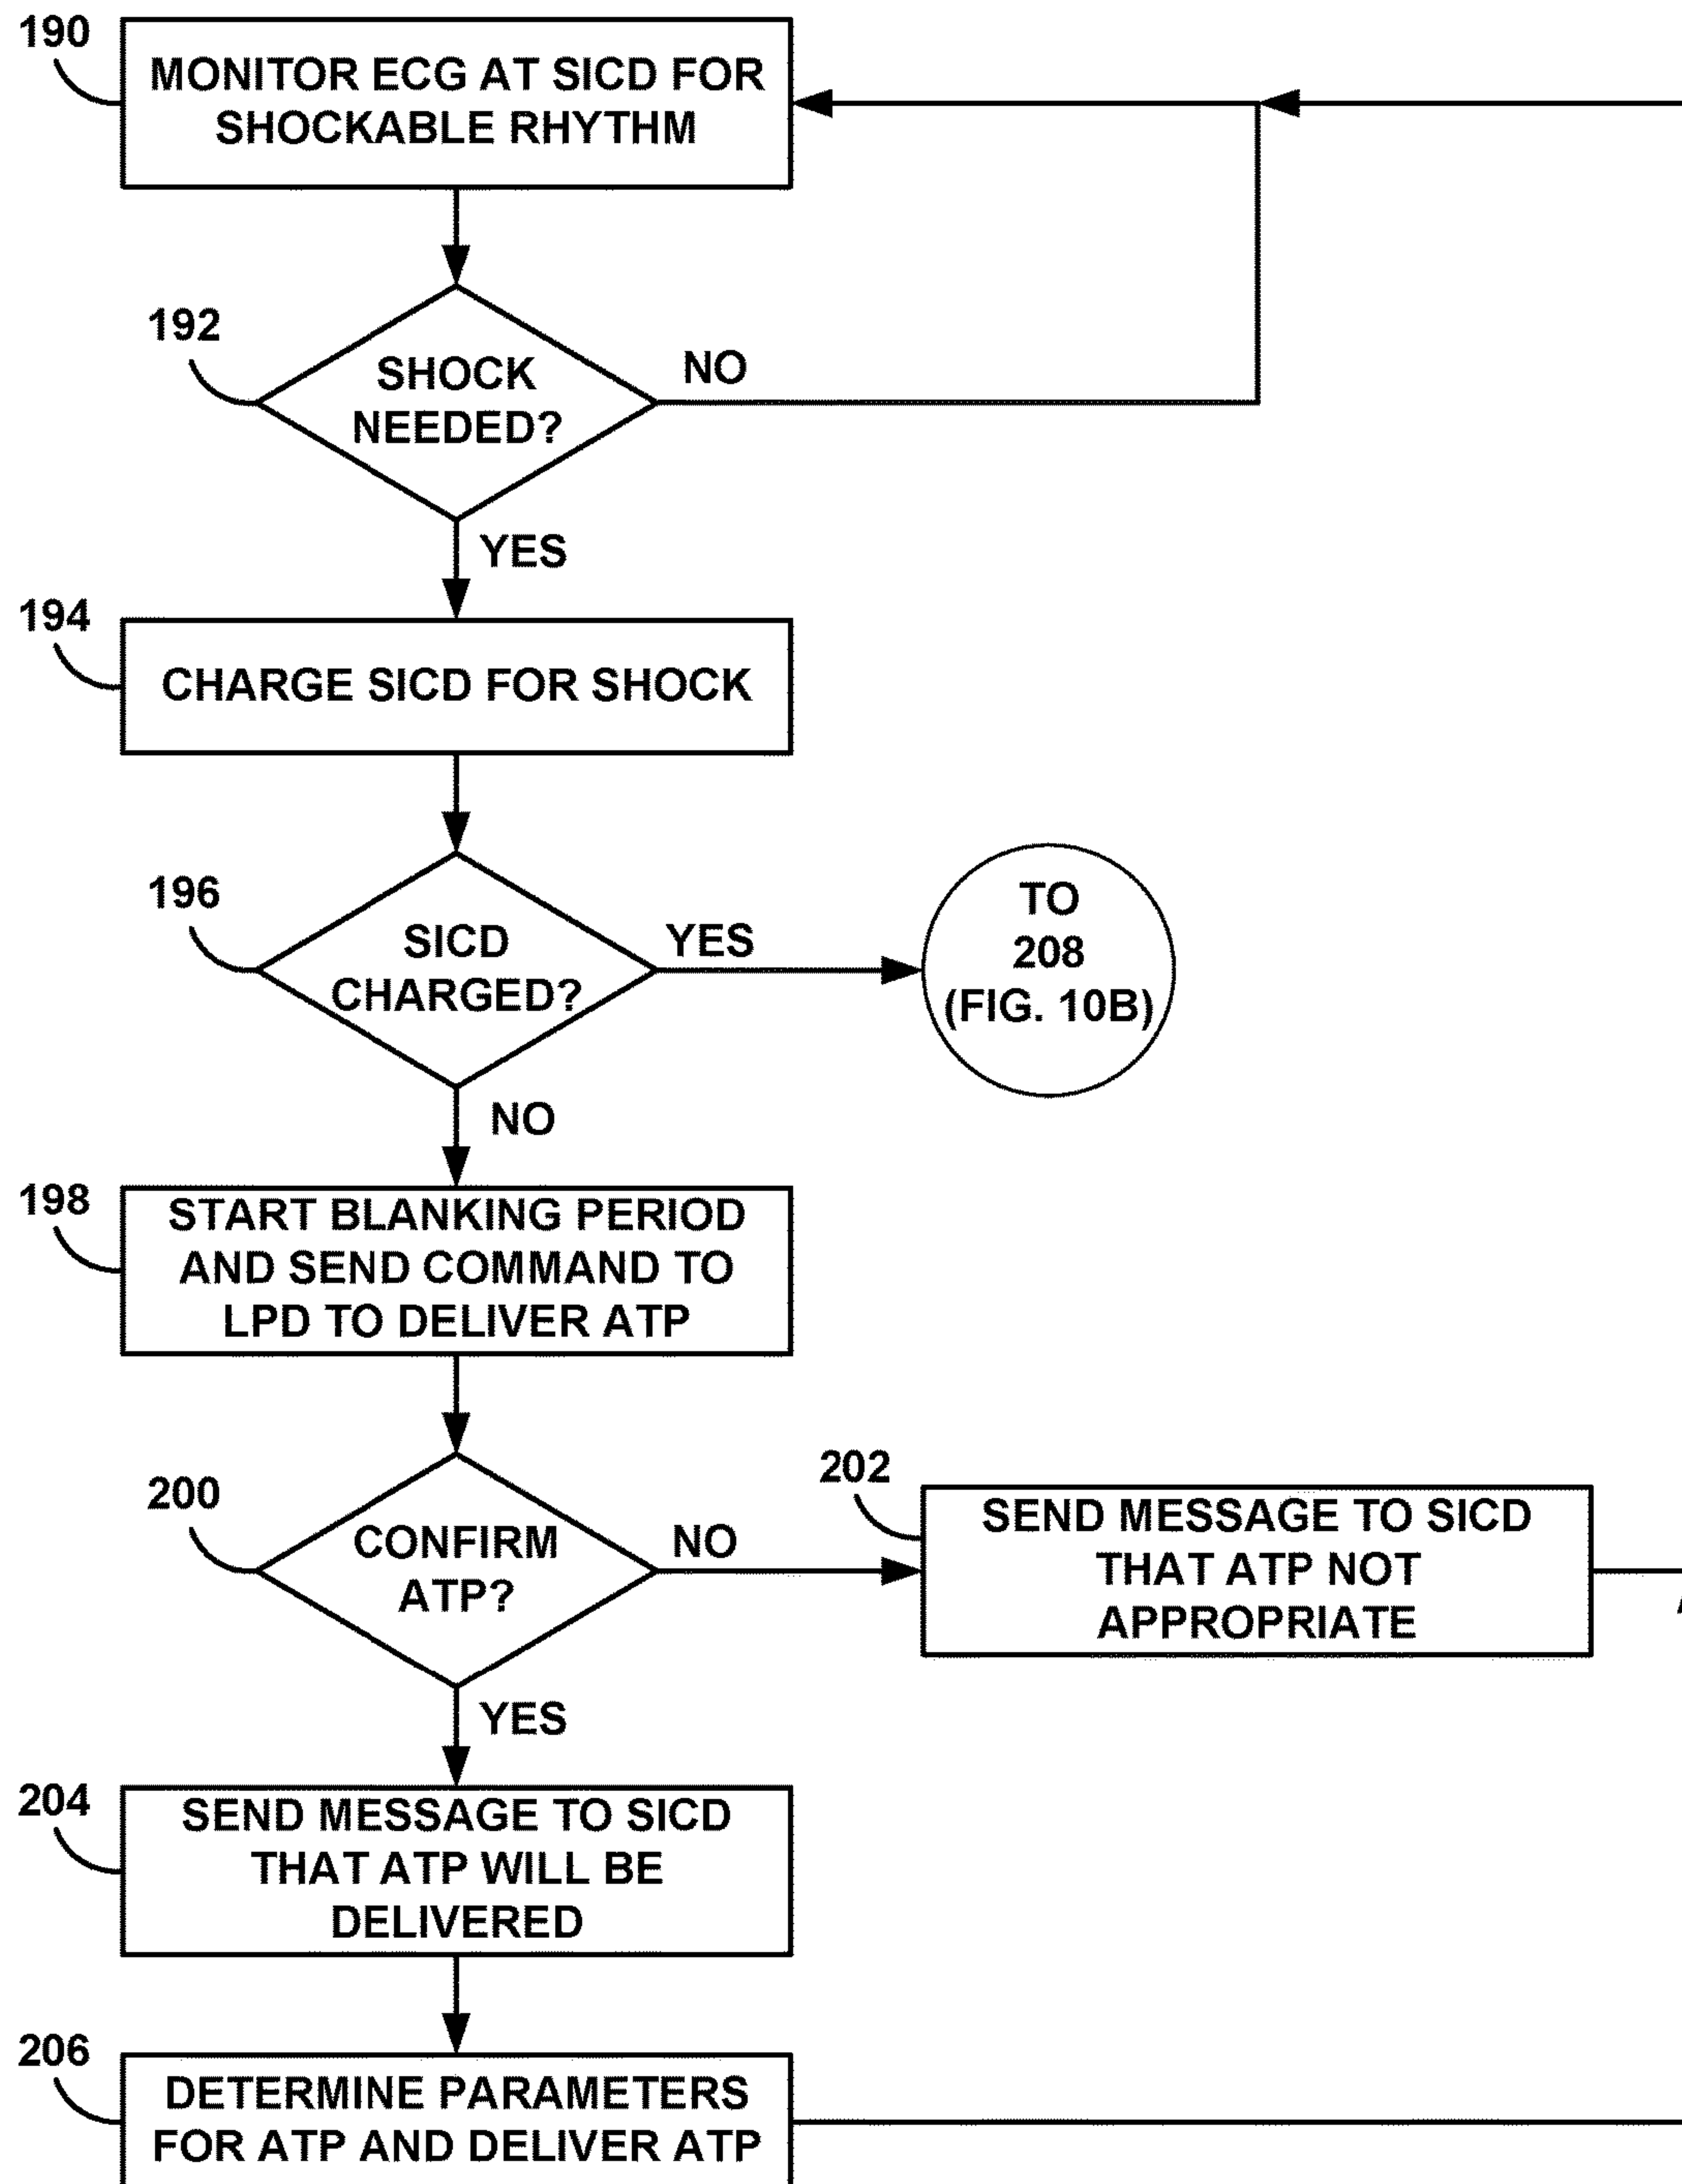 190
MONITOR ECG AT SICD FOR
SHOCKABLE RHYTHM
192
SHOCK
NEEDED?
NO
YES
194
CHARGE SICD FOR SHOCK
196
SICD
CHARGED?
YES
TO
208
(FIG. 10B)
NO
198
START BLANKING PERIOD
AND SEND COMMAND TO
LPD TO DELIVER ATP
200
CONFIRM
ATP?
NO
202
SEND MESSAGE TO SICD
THAT ATP NOT
APPROPRIATE
YES
204
SEND MESSAGE TO SICD
THAT ATP WILL BE
DELIVERED
206
DETERMINE PARAMETERS
FOR ATP AND DELIVER ATP